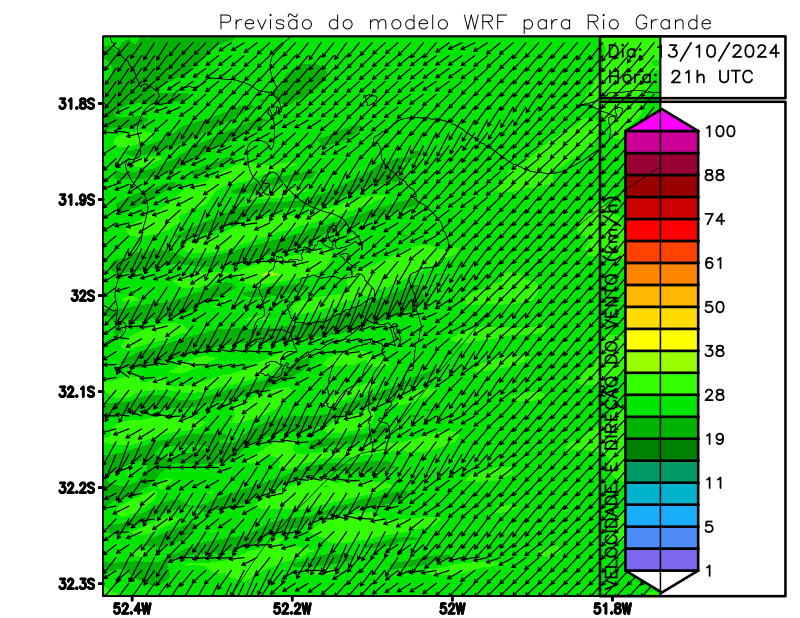 Previsão do modelo WRF para Rio Grande
Dia: 13/10/2024
Hora: 21h UTC
VELOCIDADE E DIREÇÃO DO VENTO (km/h)
100
88
74
61
50
38
28
19
11
5
1
31.8S
31.9S
32S
32.1S
32.2S
32.3S
52.4W
52.2W
52W
51.8W